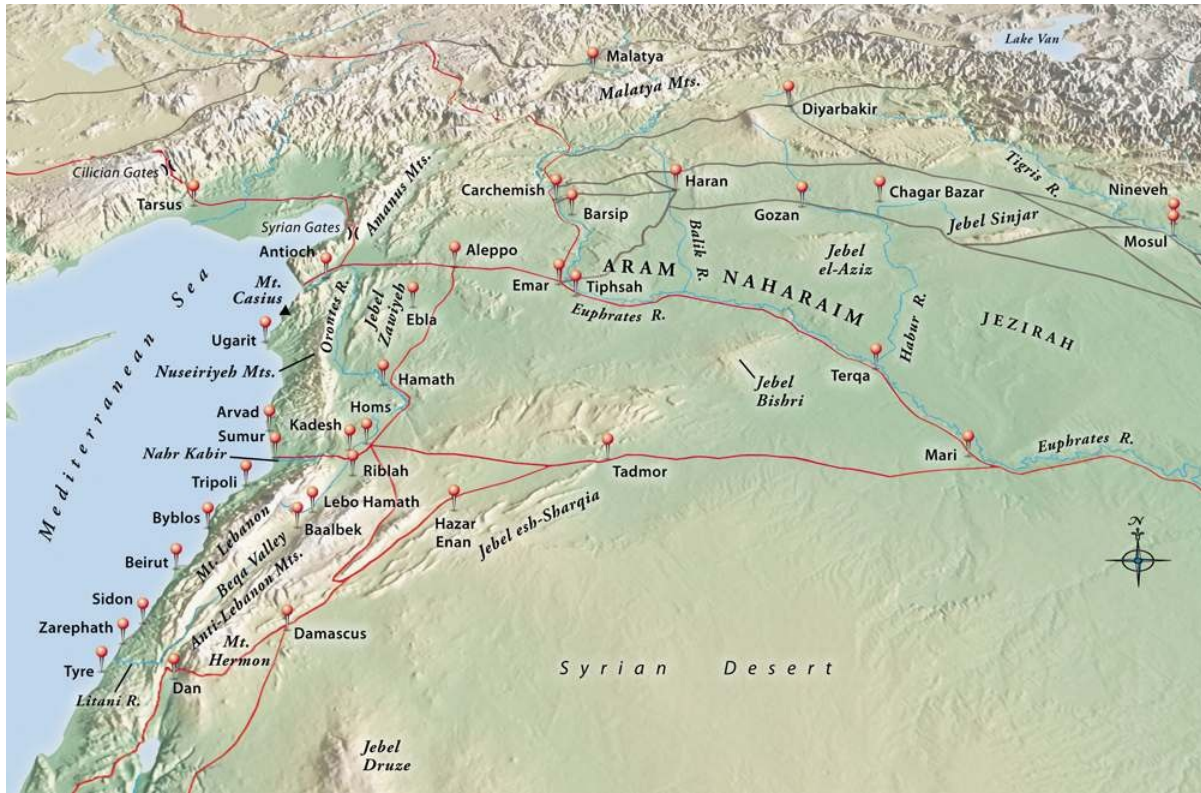 Lake Van
Malatya
Malatya Mts.
Diyarbakir
Cilician Gates
Tarsus
Amanus Mts.
Carchemish
Barsip
Haran
Gozan
Chagar Bazar
Tigris R.
Nineveh
Mosul
Jebel Sinjar
Syrian Gates
Antioch
Aleppo
Balik R.
Jebel
el-Aziz
Mt.
Casius
Orontes R.
Jebel
Zawiyeh
Ebla
Emar
Tiphsah
ARAM NAHARAIM
Euphrates R.
Habur R.
JEZIRAH
Ugarit
Nuseiriyeh Mts.
Hamath
Terqa
Jebel
Bishri
Mediterranean Sea
Arvad
Sumur
Kadesh
Homs
Nahr Kabir
Riblah
Tadmor
Mari
Euphrates R.
Tripoli
Lebo Hamath
Hazar
Enan
Jebel esh-Sharqia
Byblos
Baalbek
Mt. Lebanon
Beqa Valley
Anti-Lebanon Mts.
Beirut
N
Sidon
Zarephath
Damascus
Mt.
Hermon
Tyre
Dan
Litani R.
Syrian Desert
Jebel
Druze